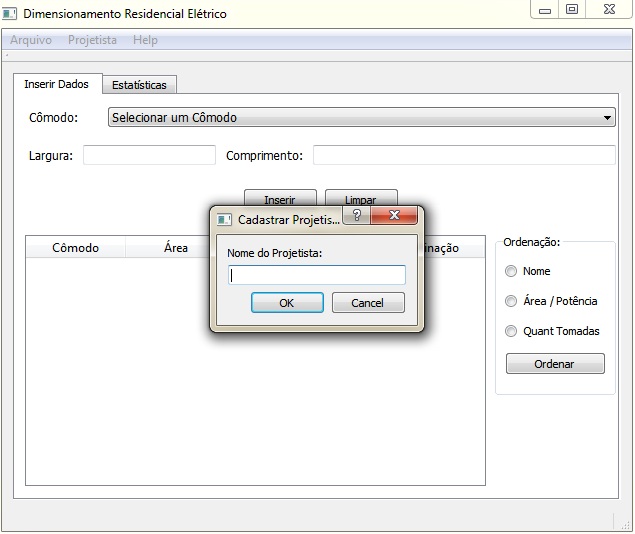 Dimensionamento Residencial Elétrico
Arquivo Projetista Help
Inserir Dados Estatísticas
Cômodo: Selecionar um Cômodo
Largura: Comprimento:
Inserir Limpar
Cadastrar Projetis... ?
Cômodo Área
Ordenação:
Nome do Projetista:
Nome
OK Cancel
Área / Potência
Quant Tomadas
Ordenar